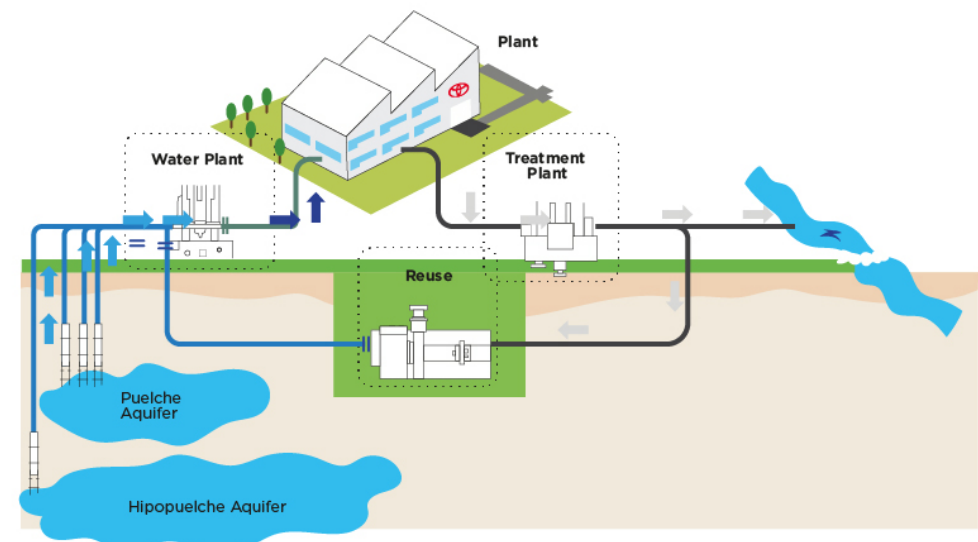 Plant
Water Plant
Treatment
Plant
Reuse
Puelche
Aquifer
Hipopuelche Aquifer